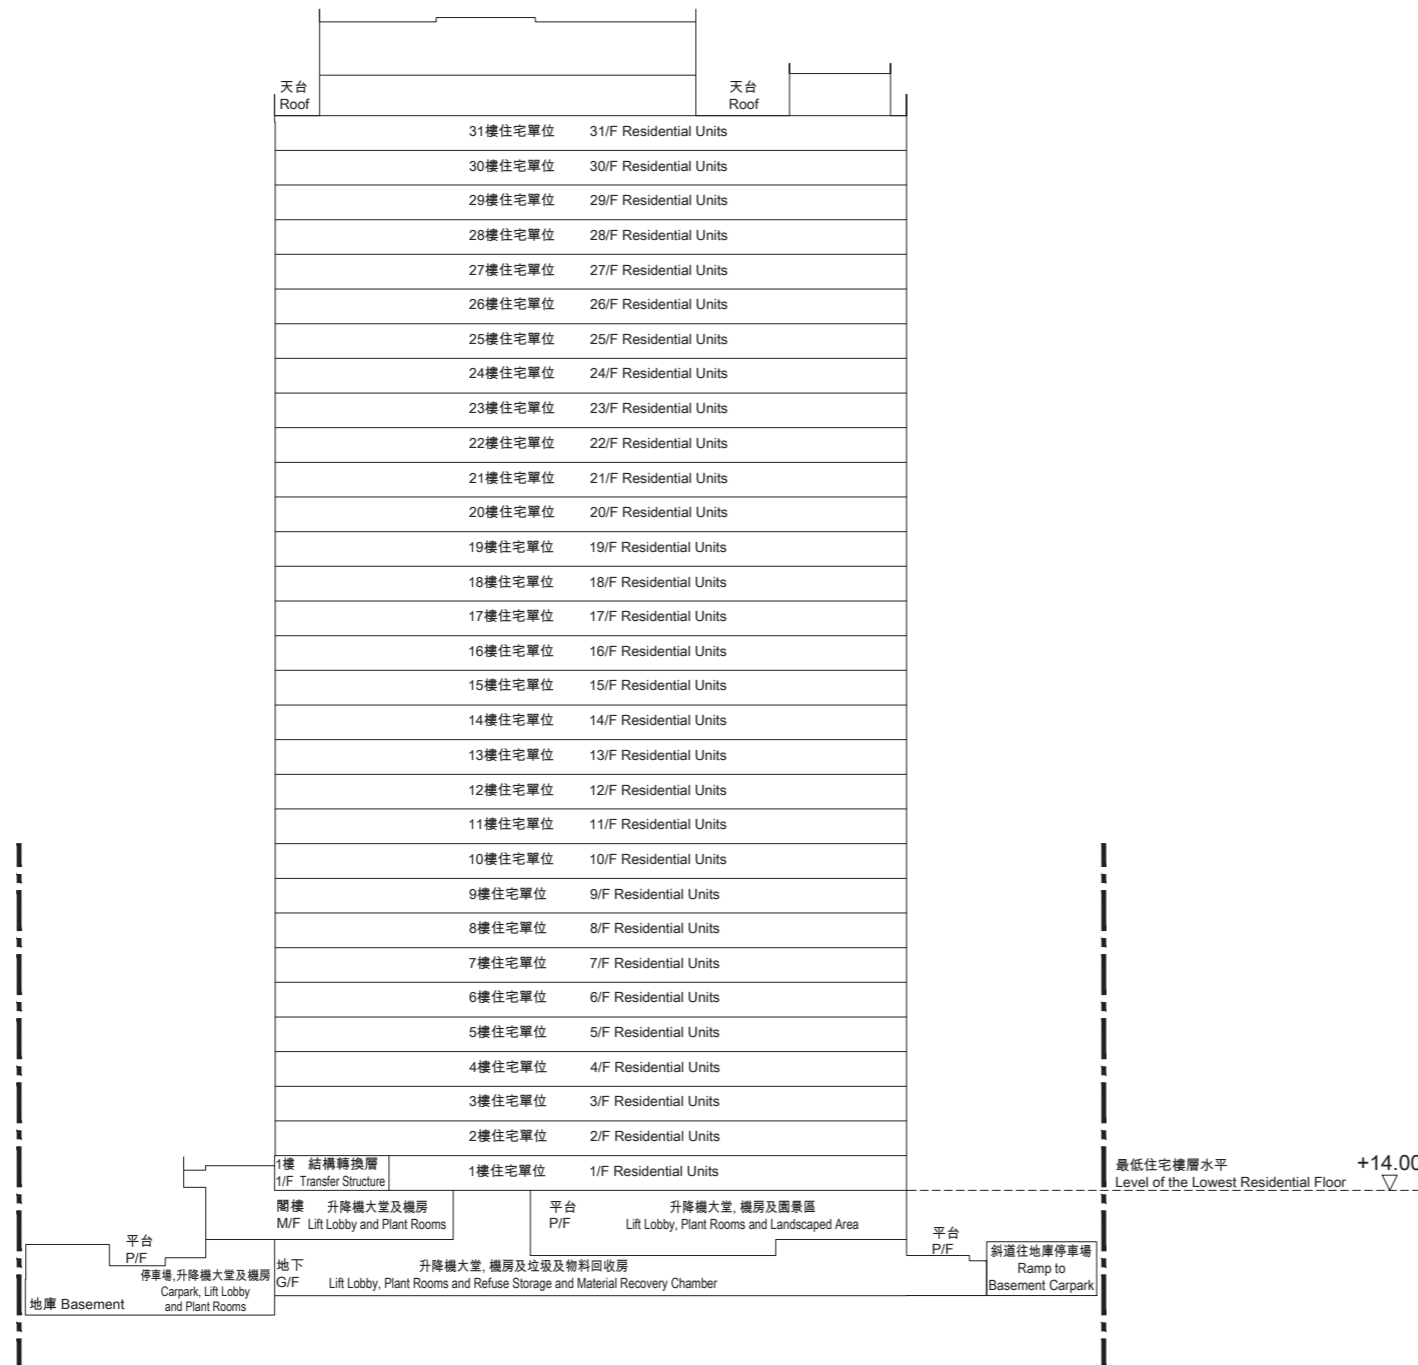 天台
Roof
天台
Roof
31樓住宅單位 31/F Residential Units
30樓住宅單位 30/F Residential Units
29樓住宅單位 29/F Residential Units
28樓住宅單位 28/F Residential Units
27樓住宅單位 27/F Residential Units
26樓住宅單位 26/F Residential Units
25樓住宅單位 25/F Residential Units
24樓住宅單位 24/F Residential Units
23樓住宅單位 23/F Residential Units
22樓住宅單位 22/F Residential Units
21樓住宅單位 21/F Residential Units
20樓住宅單位 20/F Residential Units
19樓住宅單位 19/F Residential Units
18樓住宅單位 18/F Residential Units
17樓住宅單位 17/F Residential Units
16樓住宅單位 16/F Residential Units
15樓住宅單位 15/F Residential Units
14樓住宅單位 14/F Residential Units
13樓住宅單位 13/F Residential Units
12樓住宅單位 12/F Residential Units
11樓住宅單位 11/F Residential Units
10樓住宅單位 10/F Residential Units
9樓住宅單位 9/F Residential Units
8樓住宅單位 8/F Residential Units
7樓住宅單位 7/F Residential Units
6樓住宅單位 6/F Residential Units
5樓住宅單位 5/F Residential Units
4樓住宅單位 4/F Residential Units
3樓住宅單位 3/F Residential Units
2樓住宅單位 2/F Residential Units
1樓 結構轉換層
1/F Transfer Structure
1樓住宅單位 1/F Residential Units
最低住宅樓層水平
Level of the Lowest Residential Floor
+14.00
閣樓 升降機大堂及機房
M/F Lift Lobby and Plant Rooms
平台
P/F
升降機大堂, 機房及園景區
Lift Lobby, Plant Rooms and Landscaped Area
平台
P/F
平台
P/F
斜道往地庫停車場
Ramp to
Basement Carpark
地下
G/F
升降機大堂, 機房及垃圾及物料回收房
Lift Lobby, Plant Rooms and Refuse Storage and Material Recovery Chamber
停車場,升降機大堂及機房
Carpark, Lift Lobby
and Plant Rooms
地庫 Basement